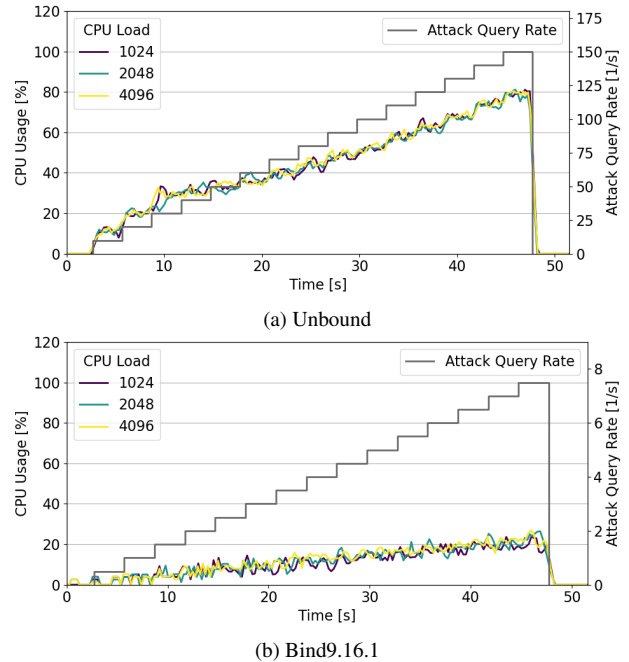 120
100
80
60
40
20
0
CPU Usage [%]
CPU Load
1024
2048
4096
Attack Query Rate
175
150
125
100
75
50
25
0
Attack Query Rate [1/s]
0 10 20 30 40 50
Time [s]
(a) Unbound
120
100
80
60
40
20
0
CPU Usage [%]
CPU Load
1024
2048
4096
Attack Query Rate
8
6
4
2
0
Attack Query Rate [1/s]
0 10 20 30 40 50
Time [s]
(b) Bind9.16.1